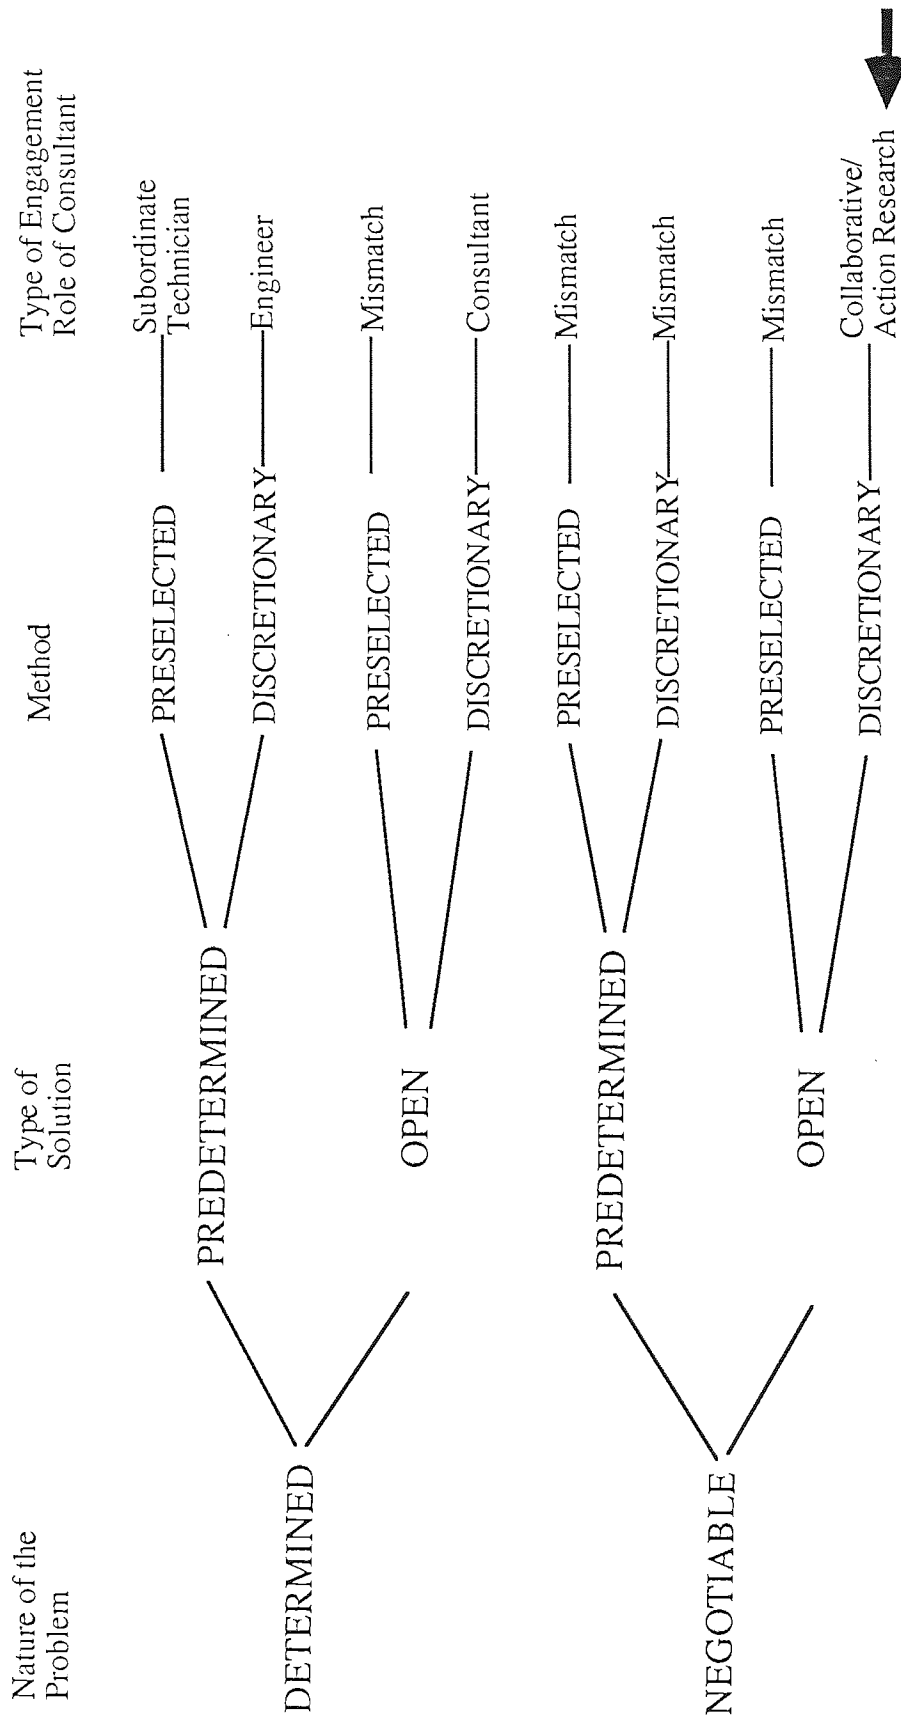 Nature of the
Problem
Type of
Solution
Method
Type of Engagement
Role of Consultant
DETERMINED
PREDETERMINED
PRESELECTED
Subordinate
Technician
DISCRETIONARY
Engineer
OPEN
PRESELECTED
Mismatch
DISCRETIONARY
Consultant
NEGOTIABLE
PREDETERMINED
PRESELECTED
Mismatch
DISCRETIONARY
Mismatch
OPEN
PRESELECTED
Mismatch
DISCRETIONARY
Collaborative/
Action Research